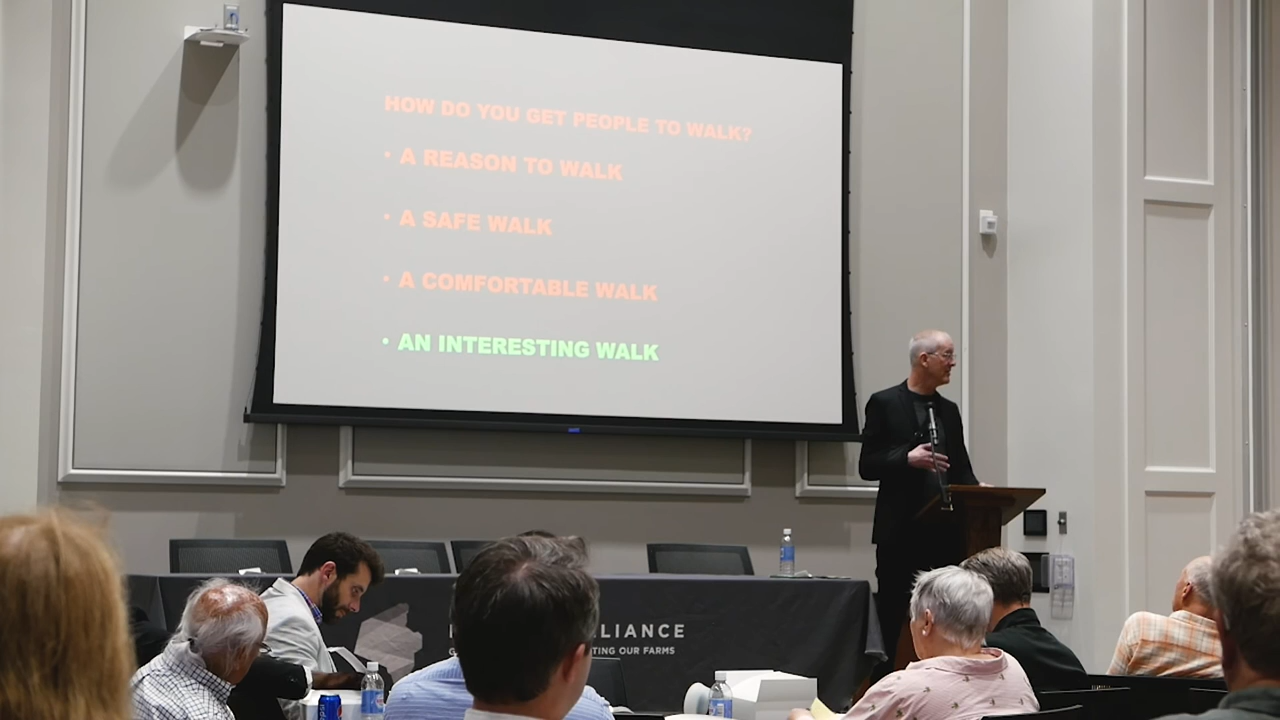 HOW DO YOU GET PEOPLE TO WALK?
• A REASON TO WALK
• A SAFE WALK
• A COMFORTABLE WALK
• AN INTERESTING WALK
LLIANCE
TING OUR FARMS